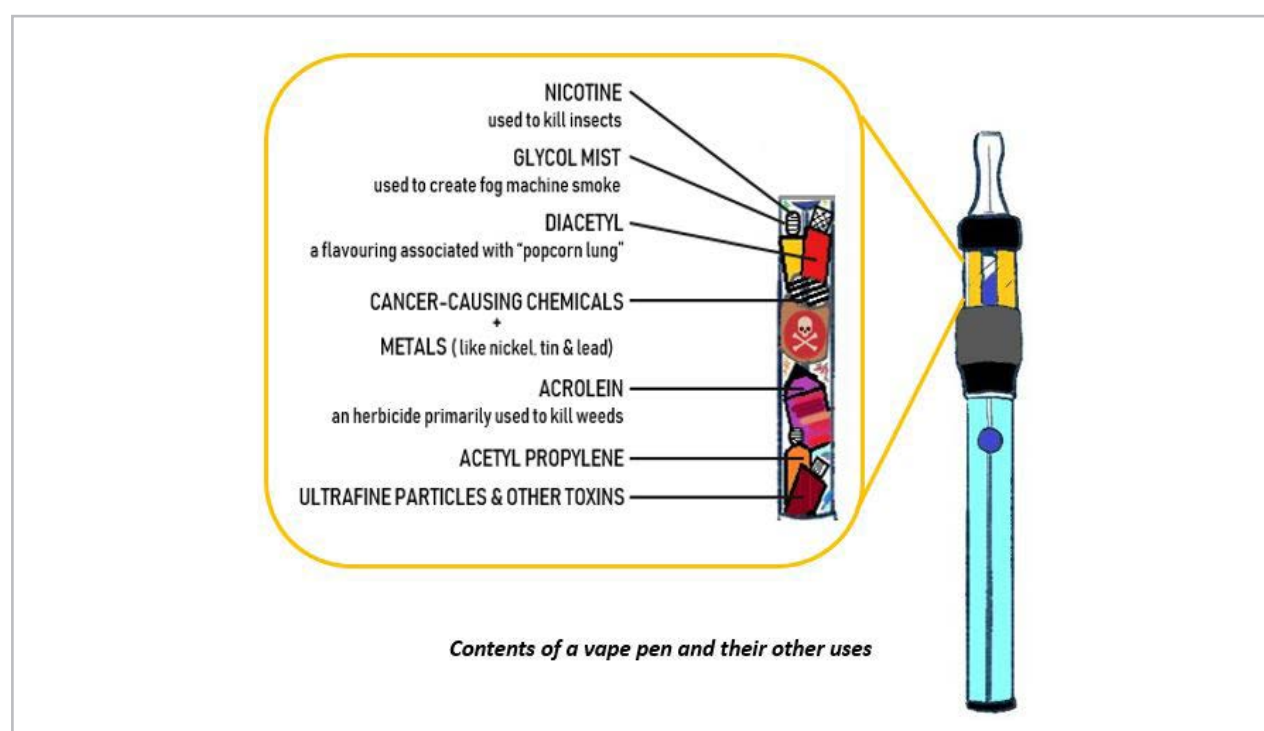 NICOTINE
used to kill insects
GLYCOL MIST
used to create fog machine smoke
DIACETYL
a flavouring associated with “popcorn lung”
CANCER-CAUSING CHEMICALS
+
METALS (like nickel, tin & lead)
ACROLEIN
an herbicide primarily used to kill weeds
ACETYL PROPYLENE
ULTRAFINE PARTICLES & OTHER TOXINS
Contents of a vape pen and their other uses